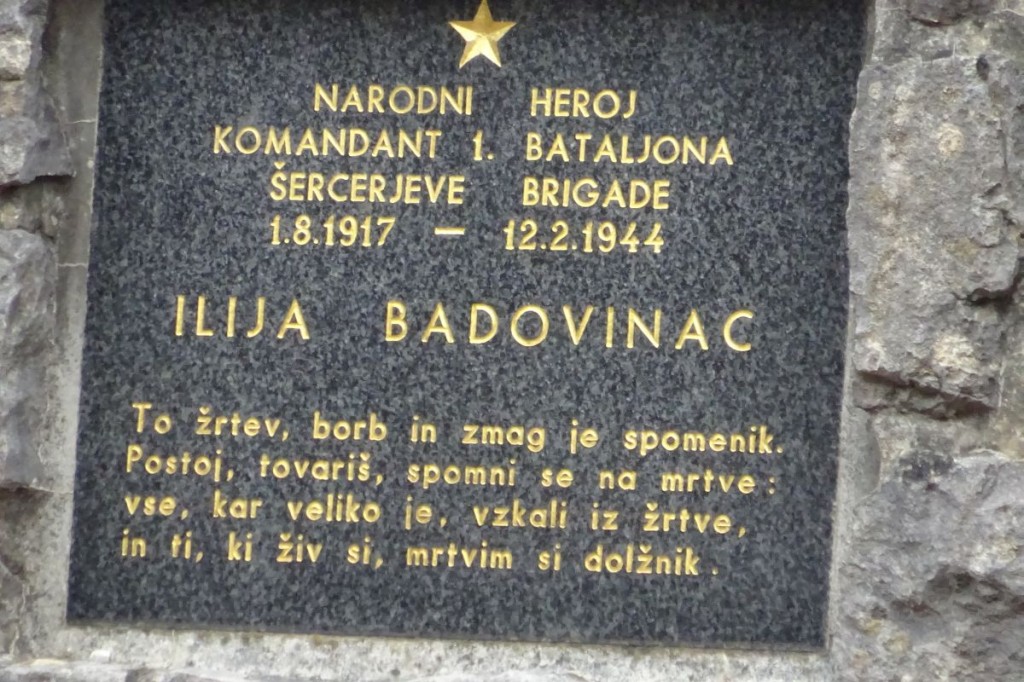 NARODNI HEROJ
KOMANDANT 1. BATALJONA
ŠERCERJEVE BRIGADE
1.8.1917 — 12.2.1944
ILIJA BADOVINAC
To žrtev, borb in zmag je spomenik.
Postoj, tovariš, spomni se na mrtve:
vse, kar veliko je, vzkali iz žrtve,
in ti, ki živ si, mrtvim si dolžnik.